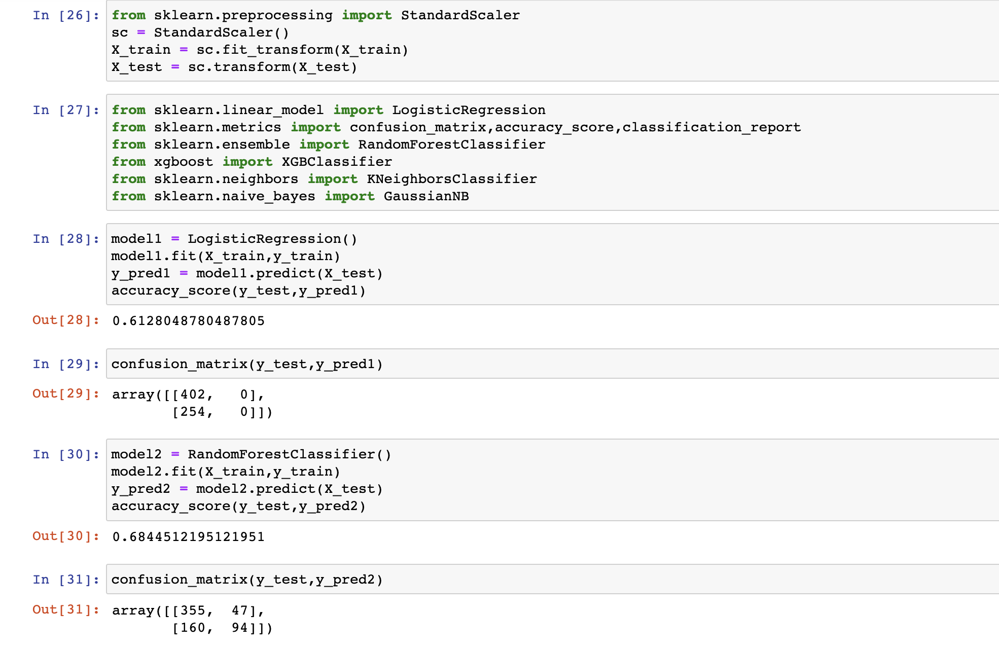 In [26]: from sklearn.preprocessing import StandardScaler
sc = StandardScaler()
X_train = sc.fit_transform(X_train)
X_test = sc.transform(X_test)
In [27]: from sklearn.linear_model import LogisticRegression
from sklearn.metrics import confusion_matrix,accuracy_score,classification_report
from sklearn.ensemble import RandomForestClassifier
from xgboost import XGBClassifier
from sklearn.neighbors import KNeighborsClassifier
from sklearn.naive_bayes import GaussianNB
In [28]: model1 = LogisticRegression()
model1.fit(X_train,y_train)
y_pred1 = model1.predict(X_test)
accuracy_score(y_test,y_pred1)
Out[28]: 0.6128048780487805
In [29]: confusion_matrix(y_test,y_pred1)
Out[29]: array([[402,   0],
       [254,   0]])
In [30]: model2 = RandomForestClassifier()
model2.fit(X_train,y_train)
y_pred2 = model2.predict(X_test)
accuracy_score(y_test,y_pred2)
Out[30]: 0.6844512195121951
In [31]: confusion_matrix(y_test,y_pred2)
Out[31]: array([[355,  47],
       [160,  94]])